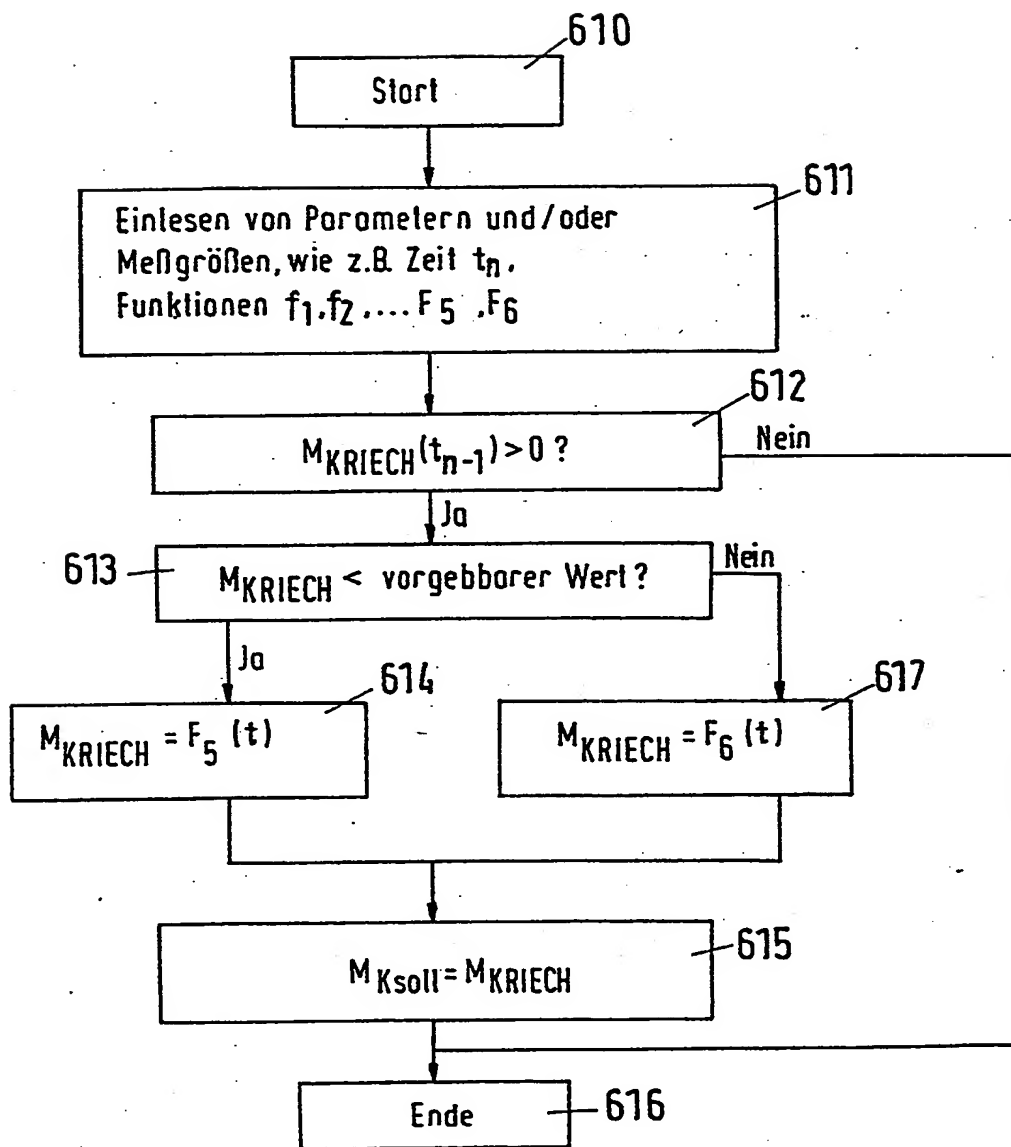 610
Start
611
Einlesen von Parametern und/oder
Meßgrößen, wie z.B. Zeit tn.
Funktionen f1.f2 .... F5 .F6
612
MKRIECH(tn-1)>0 ?
Nein
Ja
613
MKRIECH < vorgebbarer Wert?
Nein
Ja
614
MKRIECH = F5 (t)
617
MKRIECH = F6 (t)
615
MKsoll = MKRIECH
Ende
616